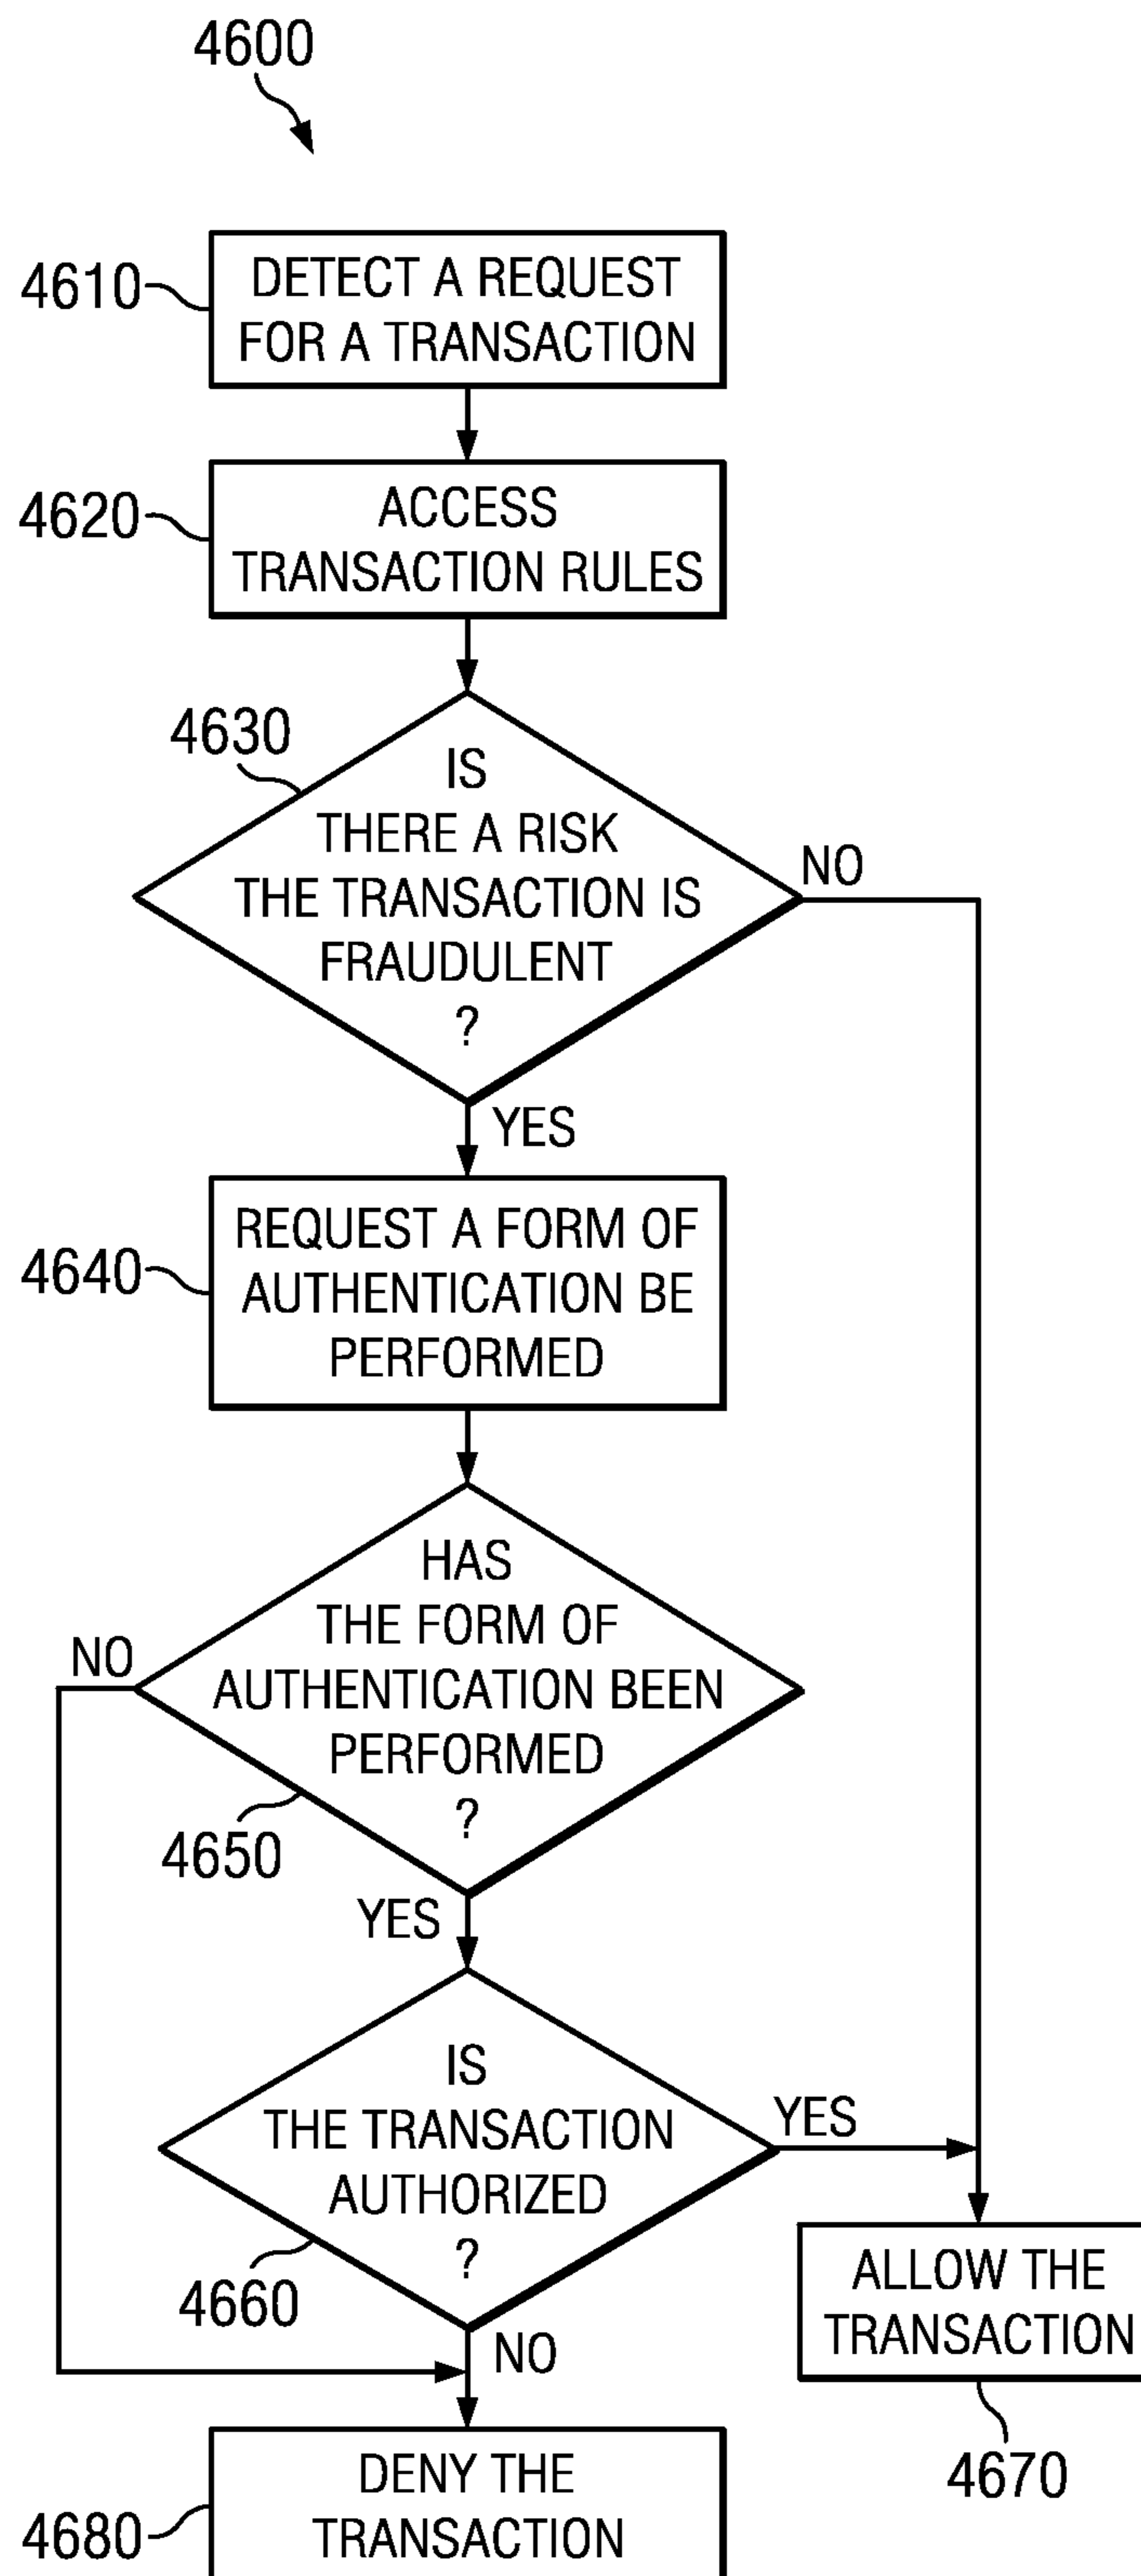 4600
4610
DETECT A REQUEST
FOR A TRANSACTION
4620
ACCESS
TRANSACTION RULES
4630
IS
THERE A RISK
THE TRANSACTION IS
FRAUDULENT
?
NO
YES
4640
REQUEST A FORM OF
AUTHENTICATION BE
PERFORMED
HAS
THE FORM OF
AUTHENTICATION BEEN
PERFORMED
?
NO
4650
YES
IS
THE TRANSACTION
AUTHORIZED
?
YES
4660
NO
ALLOW THE
TRANSACTION
4670
4680
DENY THE
TRANSACTION